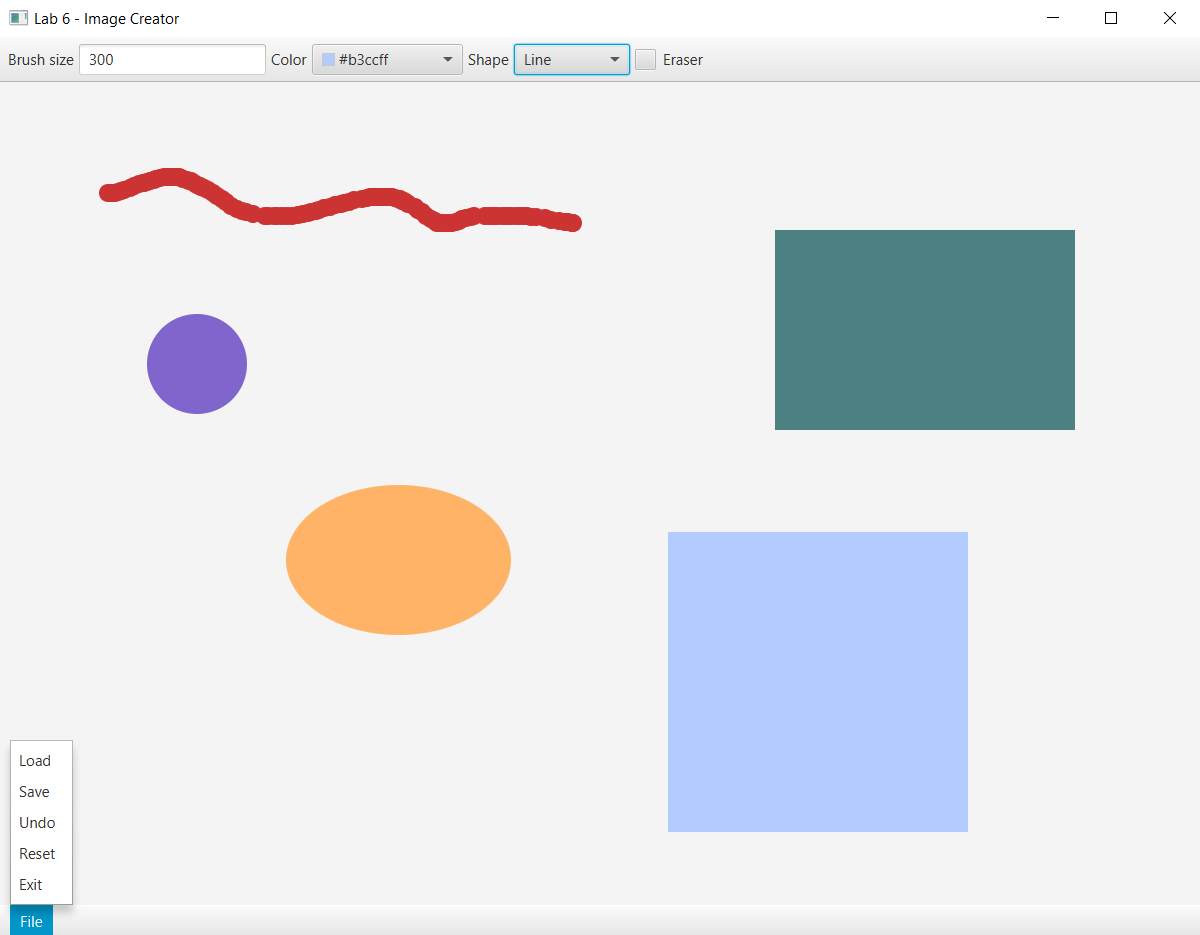 Lab 6 - Image Creator
Brush size 300 Color #b3ccff Shape Line Eraser
Load
Save
Undo
Reset
Exit
File